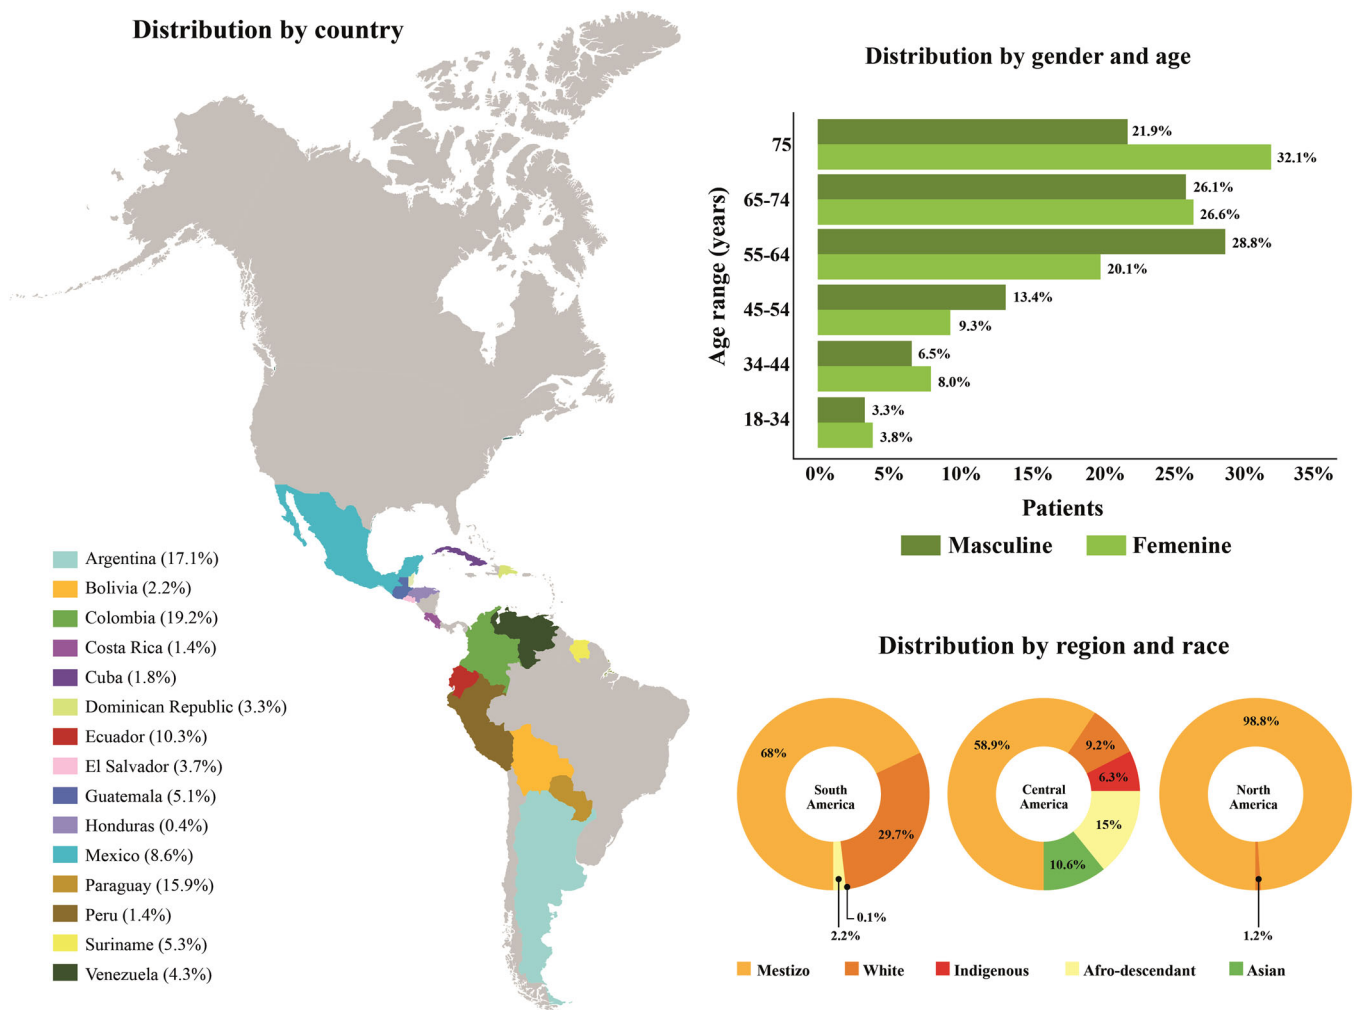 Distribution by country
Argentina (17.1%)
Bolivia (2.2%)
Colombia (19.2%)
Costa Rica (1.4%)
Cuba (1.8%)
Dominican Republic (3.3%)
Ecuador (10.3%)
El Salvador (3.7%)
Guatemala (5.1%)
Honduras (0.4%)
Mexico (8.6%)
Paraguay (15.9%)
Peru (1.4%)
Suriname (5.3%)
Venezuela (4.3%)
Distribution by gender and age
Age range (years)
75
21.9%
32.1%
65-74
26.1%
26.6%
55-64
28.8%
20.1%
45-54
13.4%
9.3%
34-44
6.5%
8.0%
18-34
3.3%
3.8%
0% 5% 10% 15% 20% 25% 30% 35%
Patients
Masculine Femenine
Distribution by region and race
68%
South
America
29.7%
0.1%
2.2%
58.9%
9.2%
6.3%
Central
America
15%
10.6%
98.8%
North
America
1.2%
Mestizo White Indigenous Afro-descendant Asian